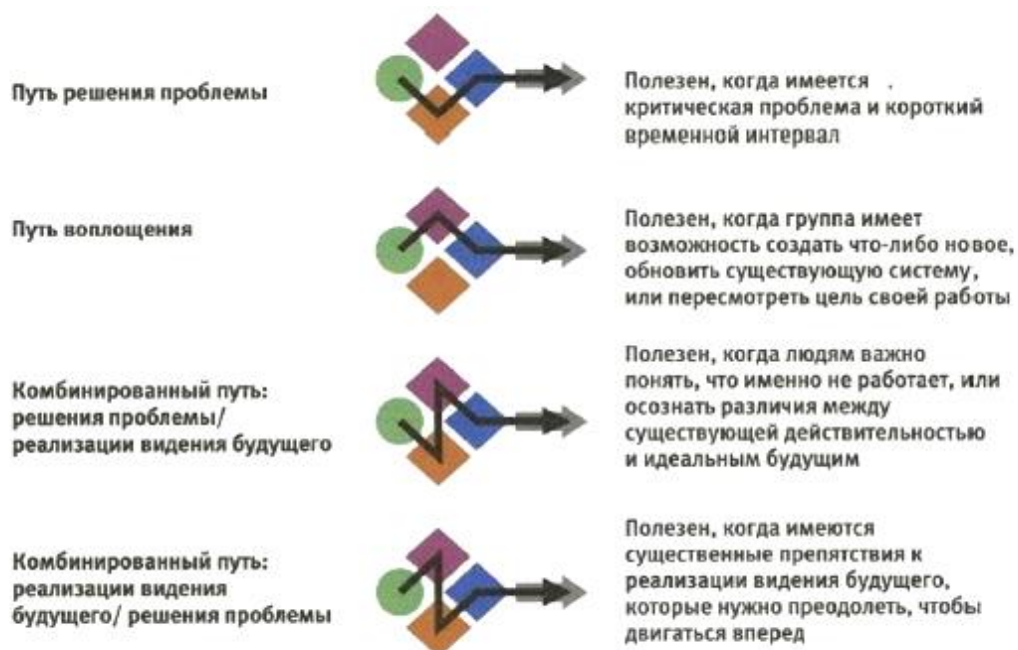 Путь решения проблемы
Полезен, когда имеется .
критическая проблема и короткий
временной интервал
Путь воплощения
Полезен, когда группа имеет
возможность создать что-либо новое,
обновить существующую систему,
или пересмотреть цель своей работы
Комбинированный путь:
решения проблемы/
реализации видения будущего
Полезен, когда людям важно
понять, что именно не работает, или
осознать различия между
существующей действительностью
и идеальным будущим
Комбинированный путь:
реализации видения
будущего/ решения проблемы
Полезен, когда имеются
существенные препятствия к
реализации видения будущего,
которые нужно преодолеть, чтобы
двигаться вперед